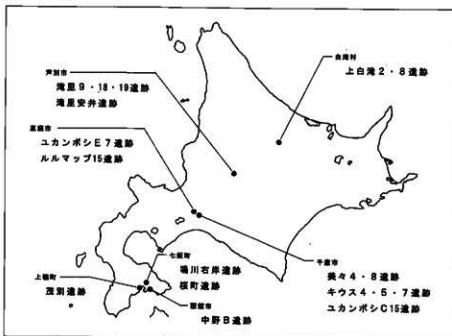 芦別市
滝里9・18・19遺跡
滝里安井遺跡
白滝村
上白滝2・8遺跡
恵庭市
ユカンボシE7遺跡
ルルマップ15遺跡
千歳市
美々4・8遺跡
キウス4・5・7遺跡
ユカンボシC15遺跡
七飯町
鳴川右岸遺跡
桜町遺跡
上磯町
茂別遺跡
函館市
中野B遺跡